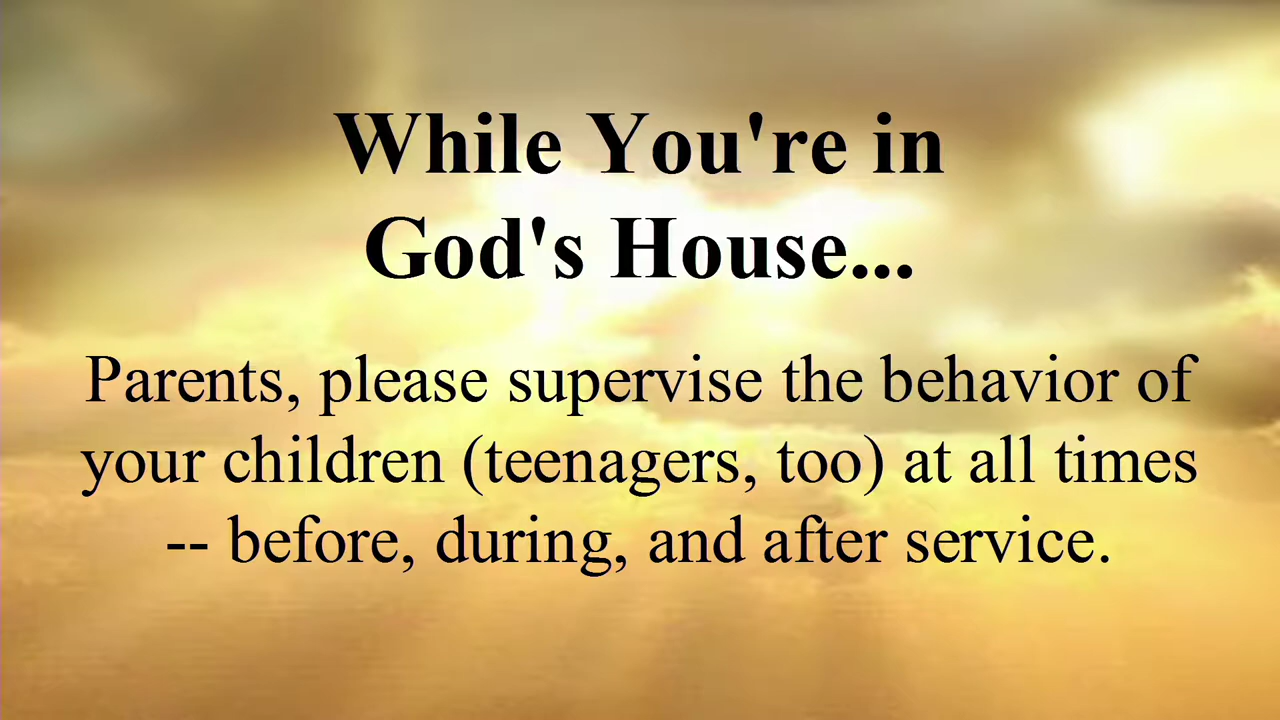 While You're in
God's House...
Parents, please supervise the behavior of
your children (teenagers, too) at all times
-- before, during, and after service.